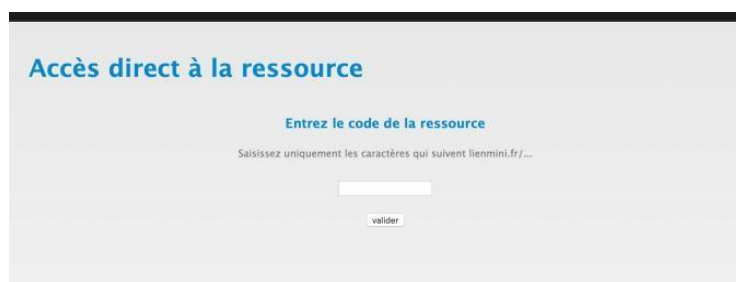 Accès direct à la ressource
Entrez le code de la ressource
Saisissez uniquement les caractères qui suivent lienmini.fr/...
valider